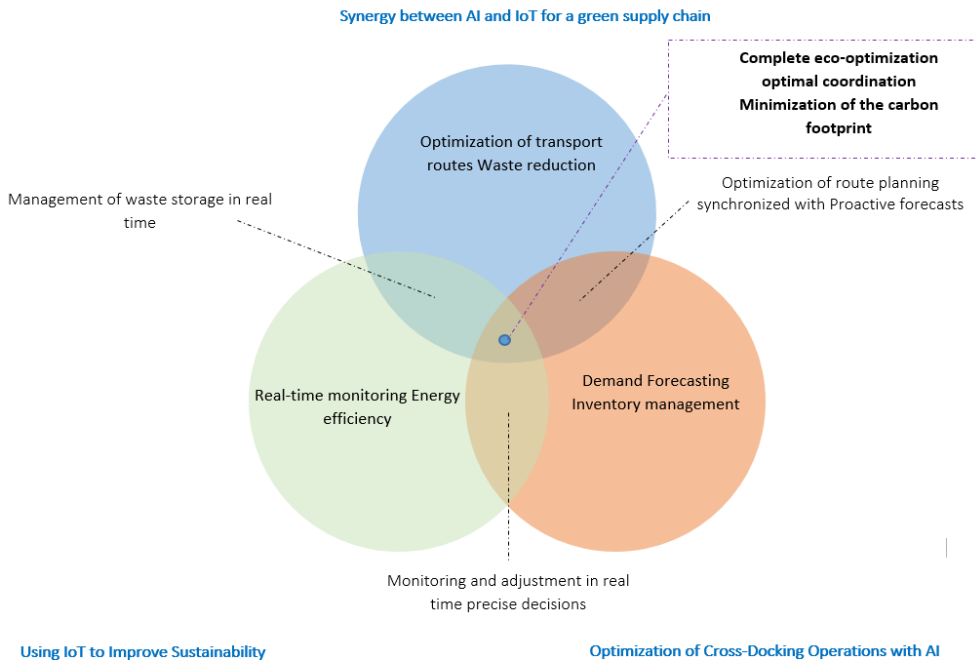 Synergy between AI and IoT for a green supply chain
Complete eco-optimization
optimal coordination
Minimization of the carbon
footprint
Optimization of transport
routes Waste reduction
Management of waste storage in real
time
Optimization of route planning
synchronized with Proactive forecasts
Real-time monitoring Energy
efficiency
Demand Forecasting
Inventory management
Monitoring and adjustment in real
time precise decisions
Using IoT to Improve Sustainability
Optimization of Cross-Docking Operations with AI